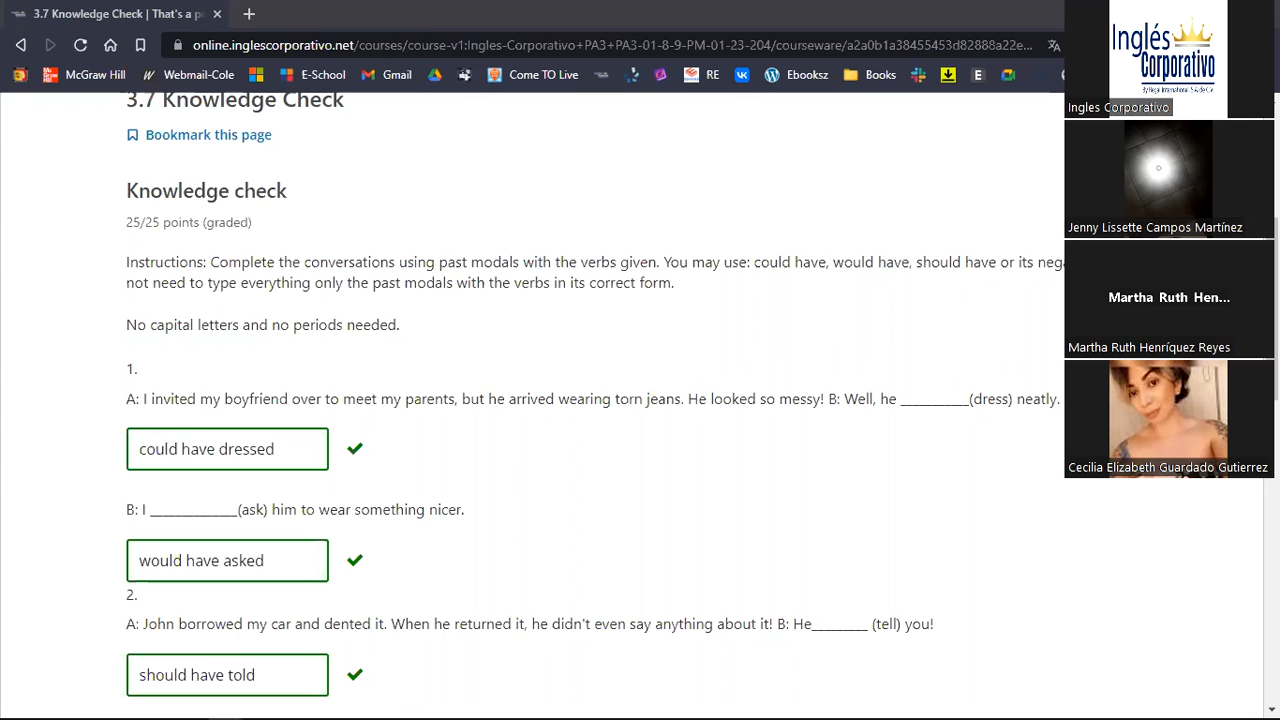 3.7 Knowledge Check | That's a p
online.inglescorporativo.net/courses/course-v1:Ingles-Corporativo+PA3+PA3-01-8-9-PM-01-23-204/courseware/a2a0b1a38455453d82888a22e...
McGraw Hill
Webmail-Cole
E-School
Gmail
Come TO Live
RE
Ebooksz
Books
3.7 Knowledge Check
Bookmark this page
Knowledge check
25/25 points (graded)
Instructions: Complete the conversations using past modals with the verbs given. You may use: could have, would have, should have or its nega
not need to type everything only the past modals with the verbs in its correct form.
No capital letters and no periods needed.
1.
A: I invited my boyfriend over to meet my parents, but he arrived wearing torn jeans. He looked so messy! B: Well, he __________(dress) neatly.
could have dressed
B: I _____________(ask) him to wear something nicer.
would have asked
2.
A: John borrowed my car and dented it. When he returned it, he didn't even say anything about it! B: He________ (tell) you!
should have told
Inglés
Corporativo
Ingles Corporativo
Jenny Lissette Campos Martínez
Martha Ruth Hen...
Martha Ruth Henríquez Reyes
Cecilia Elizabeth Guardado Gutierrez